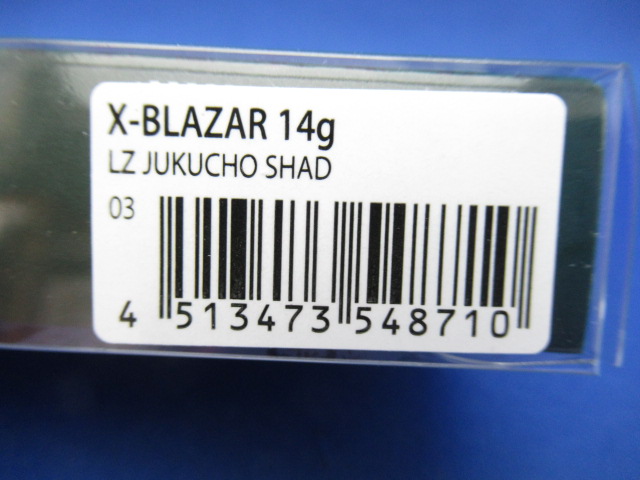 X-BLAZAR 14g
LZ JUKUCHO SHAD
03
4 513473 548710